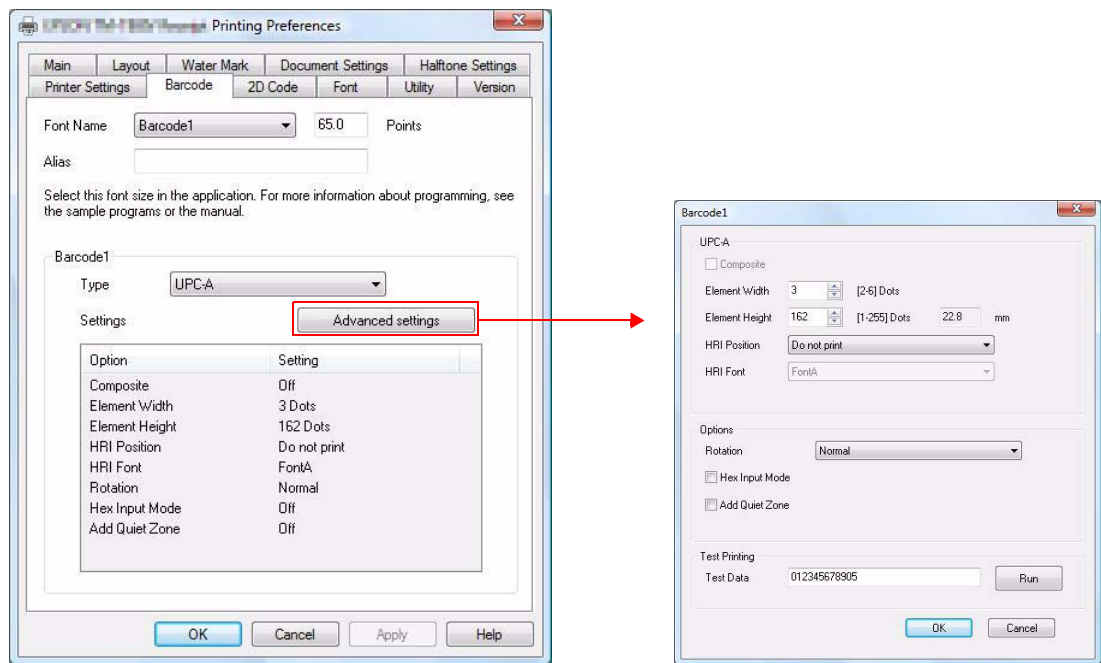 Printing Preferences
Main Layout Water Mark Document Settings Halftone Settings
Printer Settings Barcode 2D Code Font Utility Version
Font Name Barcode1 65.0 Points
Alias
Select this font size in the application. For more information about programming, see
the sample programs or the manual.
Barcode1
Type UPC-A
Settings Advanced settings
Option Setting
Composite Off
Element Width 3 Dots
Element Height 162 Dots
HRI Position Do not print
HRI Font FontA
Rotation Normal
Hex Input Mode Off
Add Quiet Zone Off
OK Cancel Apply Help
Barcode1
UPC-A
Composite
Element Width 3 [2-6] Dots
Element Height 162 [1-255] Dots 22.8 mm
HRI Position Do not print
HRI Font FontA
Options
Rotation Normal
Hex Input Mode
Add Quiet Zone
Test Printing
Test Data 012345678905 Run
OK Cancel